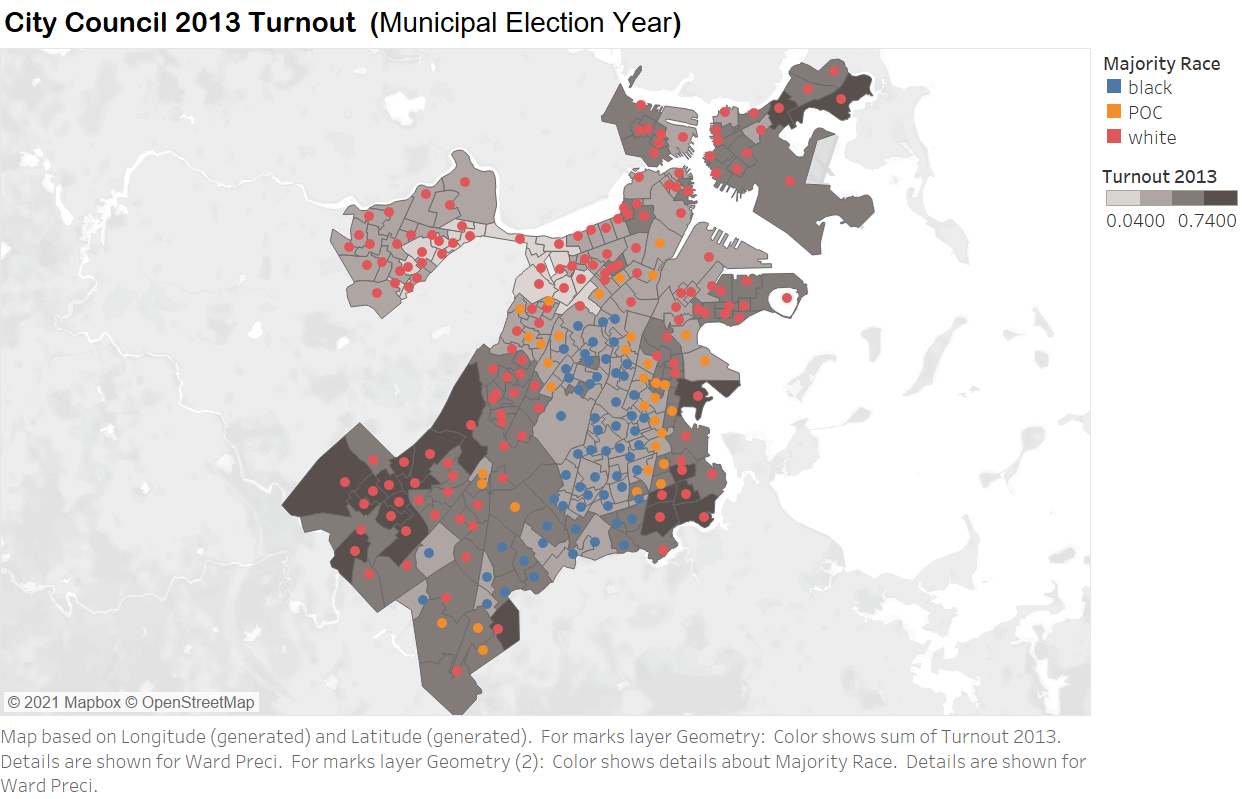 City Council 2013 Turnout (Municipal Election Year)
Majority Race
black
POC
white
Turnout 2013
0.0400 0.7400
© 2021 Mapbox © OpenStreetMap
Map based on Longitude (generated) and Latitude (generated). For marks layer Geometry: Color shows sum of Turnout 2013.
Details are shown for Ward Preci. For marks layer Geometry (2): Color shows details about Majority Race. Details are shown for
Ward Preci.